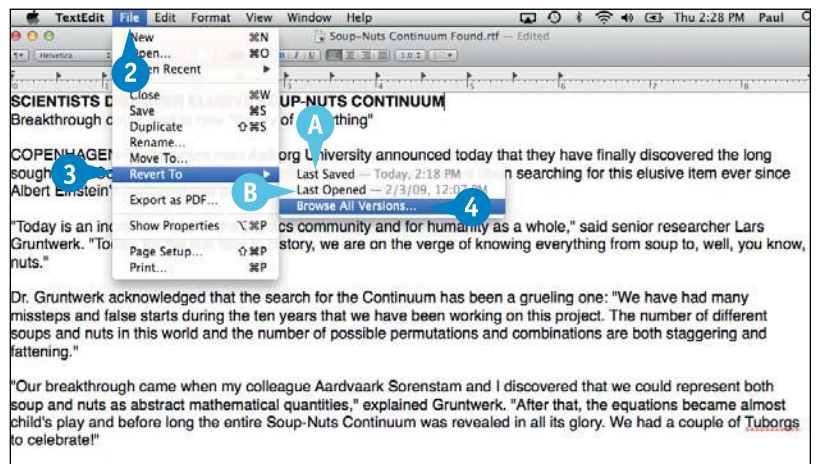 TextEdit File Edit Format View Window Help Thu 2:28 PM Paul
Soup–Nuts Continuum Found.rtf — Edited
Helvetica 1.0
New ⌘N
Open... ⌘O
Open Recent
Close ⌘W
Save ⌘S
Duplicate ⇧⌘S
Rename...
Move To...
Revert To
Export as PDF...
Show Properties ⌥⌘P
Page Setup... ⇧⌘P
Print... ⌘P
Last Saved — Today, 2:18 PM
Last Opened — 2/3/09, 12:07 PM
Browse All Versions...
2
3
4
A
B
0 3 4 5 6 7
SCIENTISTS UP-NUTS CONTINUUM
Breakthrough of thing"
COPENHAGEN org University announced today that they have finally discovered the long
sough n searching for this elusive item ever since
Albert Einstein's
"Today is an inc cs community and for humanity as a whole," said senior researcher Lars
Gruntwerk. "To story, we are on the verge of knowing everything from soup to, well, you know,
nuts."
Dr. Gruntwerk acknowledged that the search for the Continuum has been a grueling one: "We have had many
missteps and false starts during the ten years that we have been working on this project. The number of different
soups and nuts in this world and the number of possible permutations and combinations are both staggering and
fattening."
"Our breakthrough came when my colleague Aardvaark Sorenstam and I discovered that we could represent both
soup and nuts as abstract mathematical quantities," explained Gruntwerk. "After that, the equations became almost
child's play and before long the entire Soup-Nuts Continuum was revealed in all its glory. We had a couple of Tuborgs
to celebrate!"